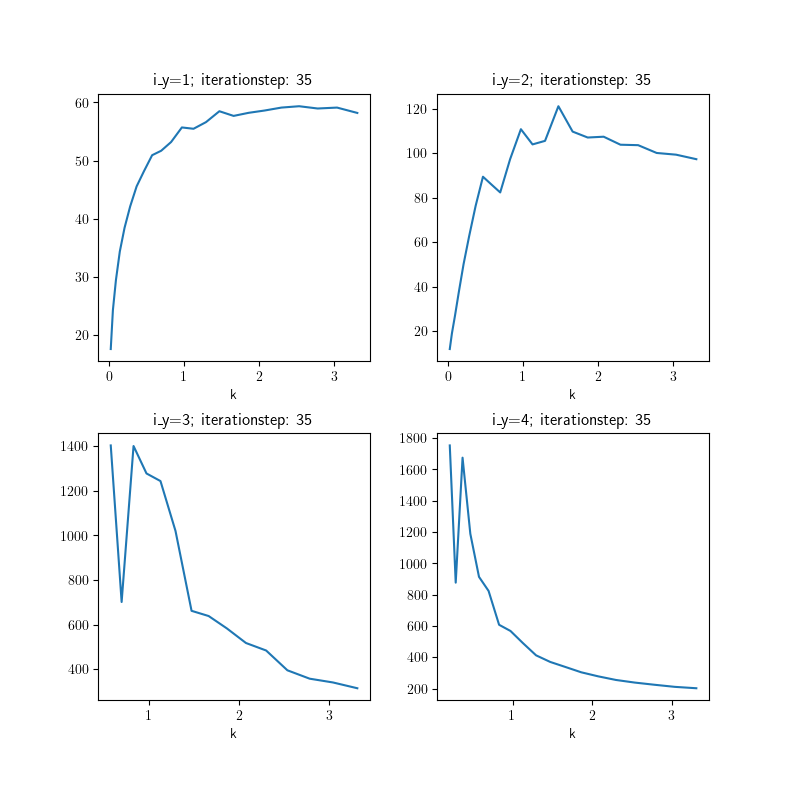 i_y=1; iterationstep: 35
60
50
40
30
20
0 1 2 3
k
i_y=2; iterationstep: 35
120
100
80
60
40
20
0 1 2 3
k
i_y=3; iterationstep: 35
1400
1200
1000
800
600
400
1 2 3
k
i_y=4; iterationstep: 35
1800
1600
1400
1200
1000
800
600
400
200
1 2 3
k